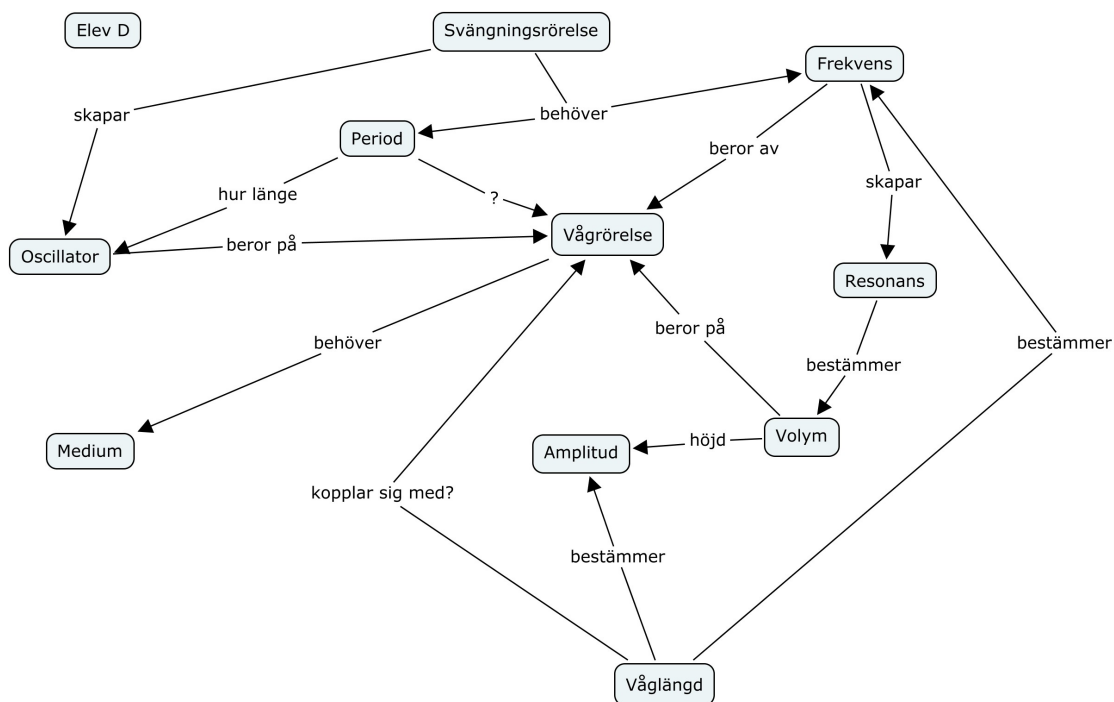 Elev D
Svängningsrörelse
Frekvens
skapar
behöver
Period
beror av
hur länge
?
skapar
Oscillator
beror på
Vågrörelse
Resonans
behöver
beror på
bestämmer
bestämmer
Medium
Amplitud
höjd
Volym
kopplar sig med?
bestämmer
Våglängd